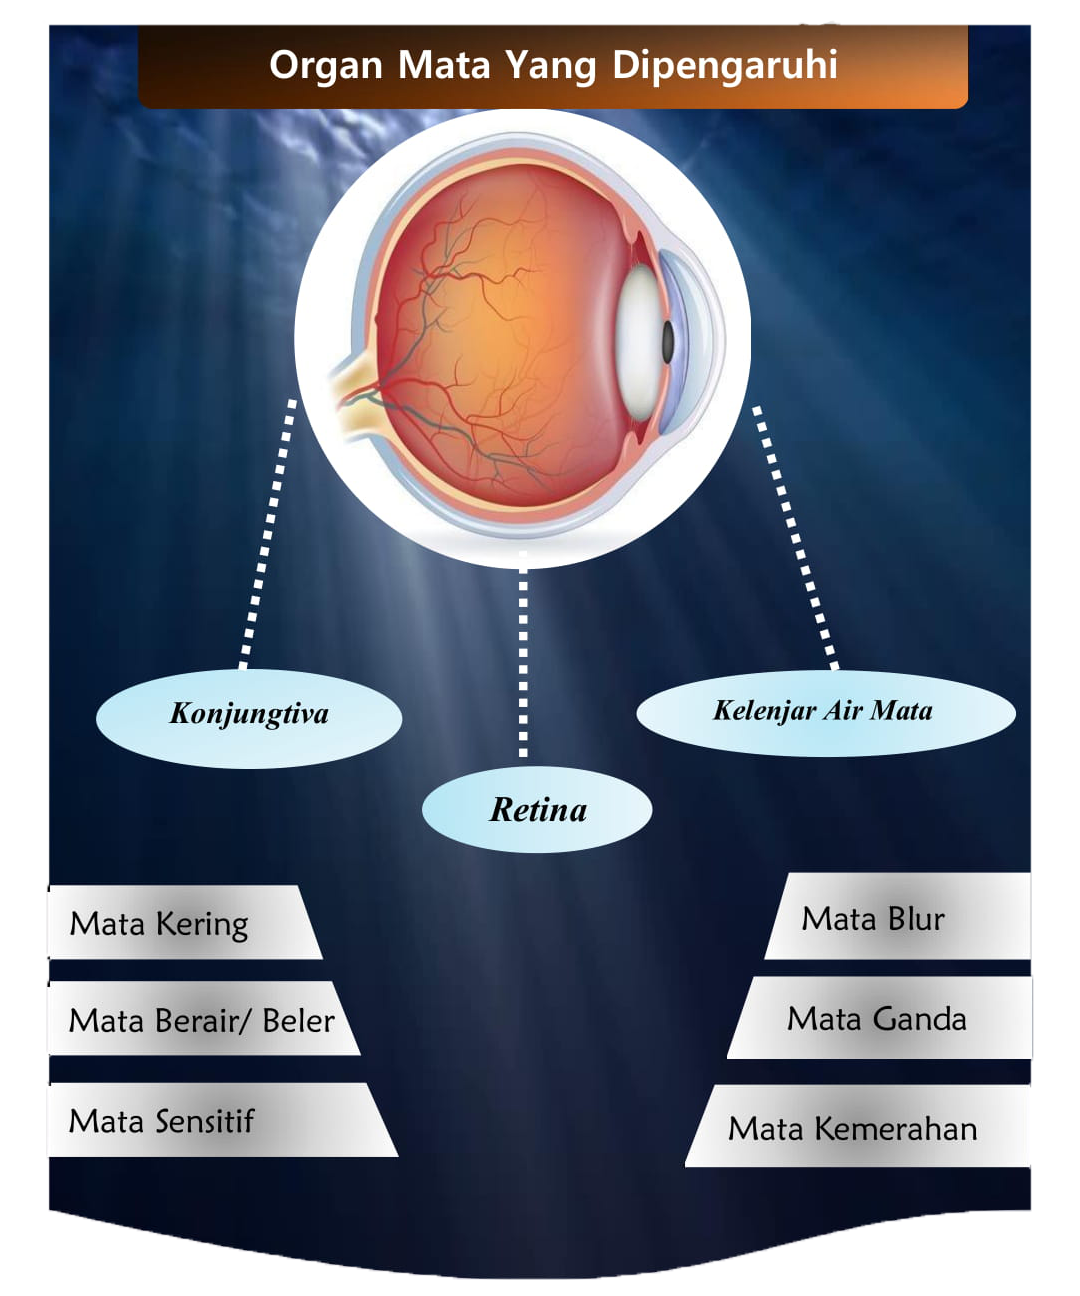 Organ Mata Yang Dipengaruhi
Konjungtiva
Kelenjar Air Mata
Retina
Mata Kering
Mata Berair/ Beler
Mata Sensitif
Mata Blur
Mata Ganda
Mata Kemerahan